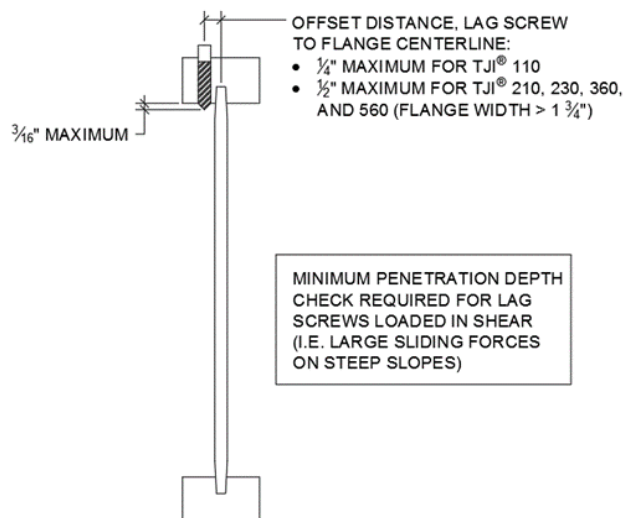 OFFSET DISTANCE, LAG SCREW
TO FLANGE CENTERLINE:
• ¼" MAXIMUM FOR TJI® 110
• ½" MAXIMUM FOR TJI® 210, 230, 360,
AND 560 (FLANGE WIDTH > 1 ¾")
3⁄16" MAXIMUM
MINIMUM PENETRATION DEPTH
CHECK REQUIRED FOR LAG
SCREWS LOADED IN SHEAR
(I.E. LARGE SLIDING FORCES
ON STEEP SLOPES)